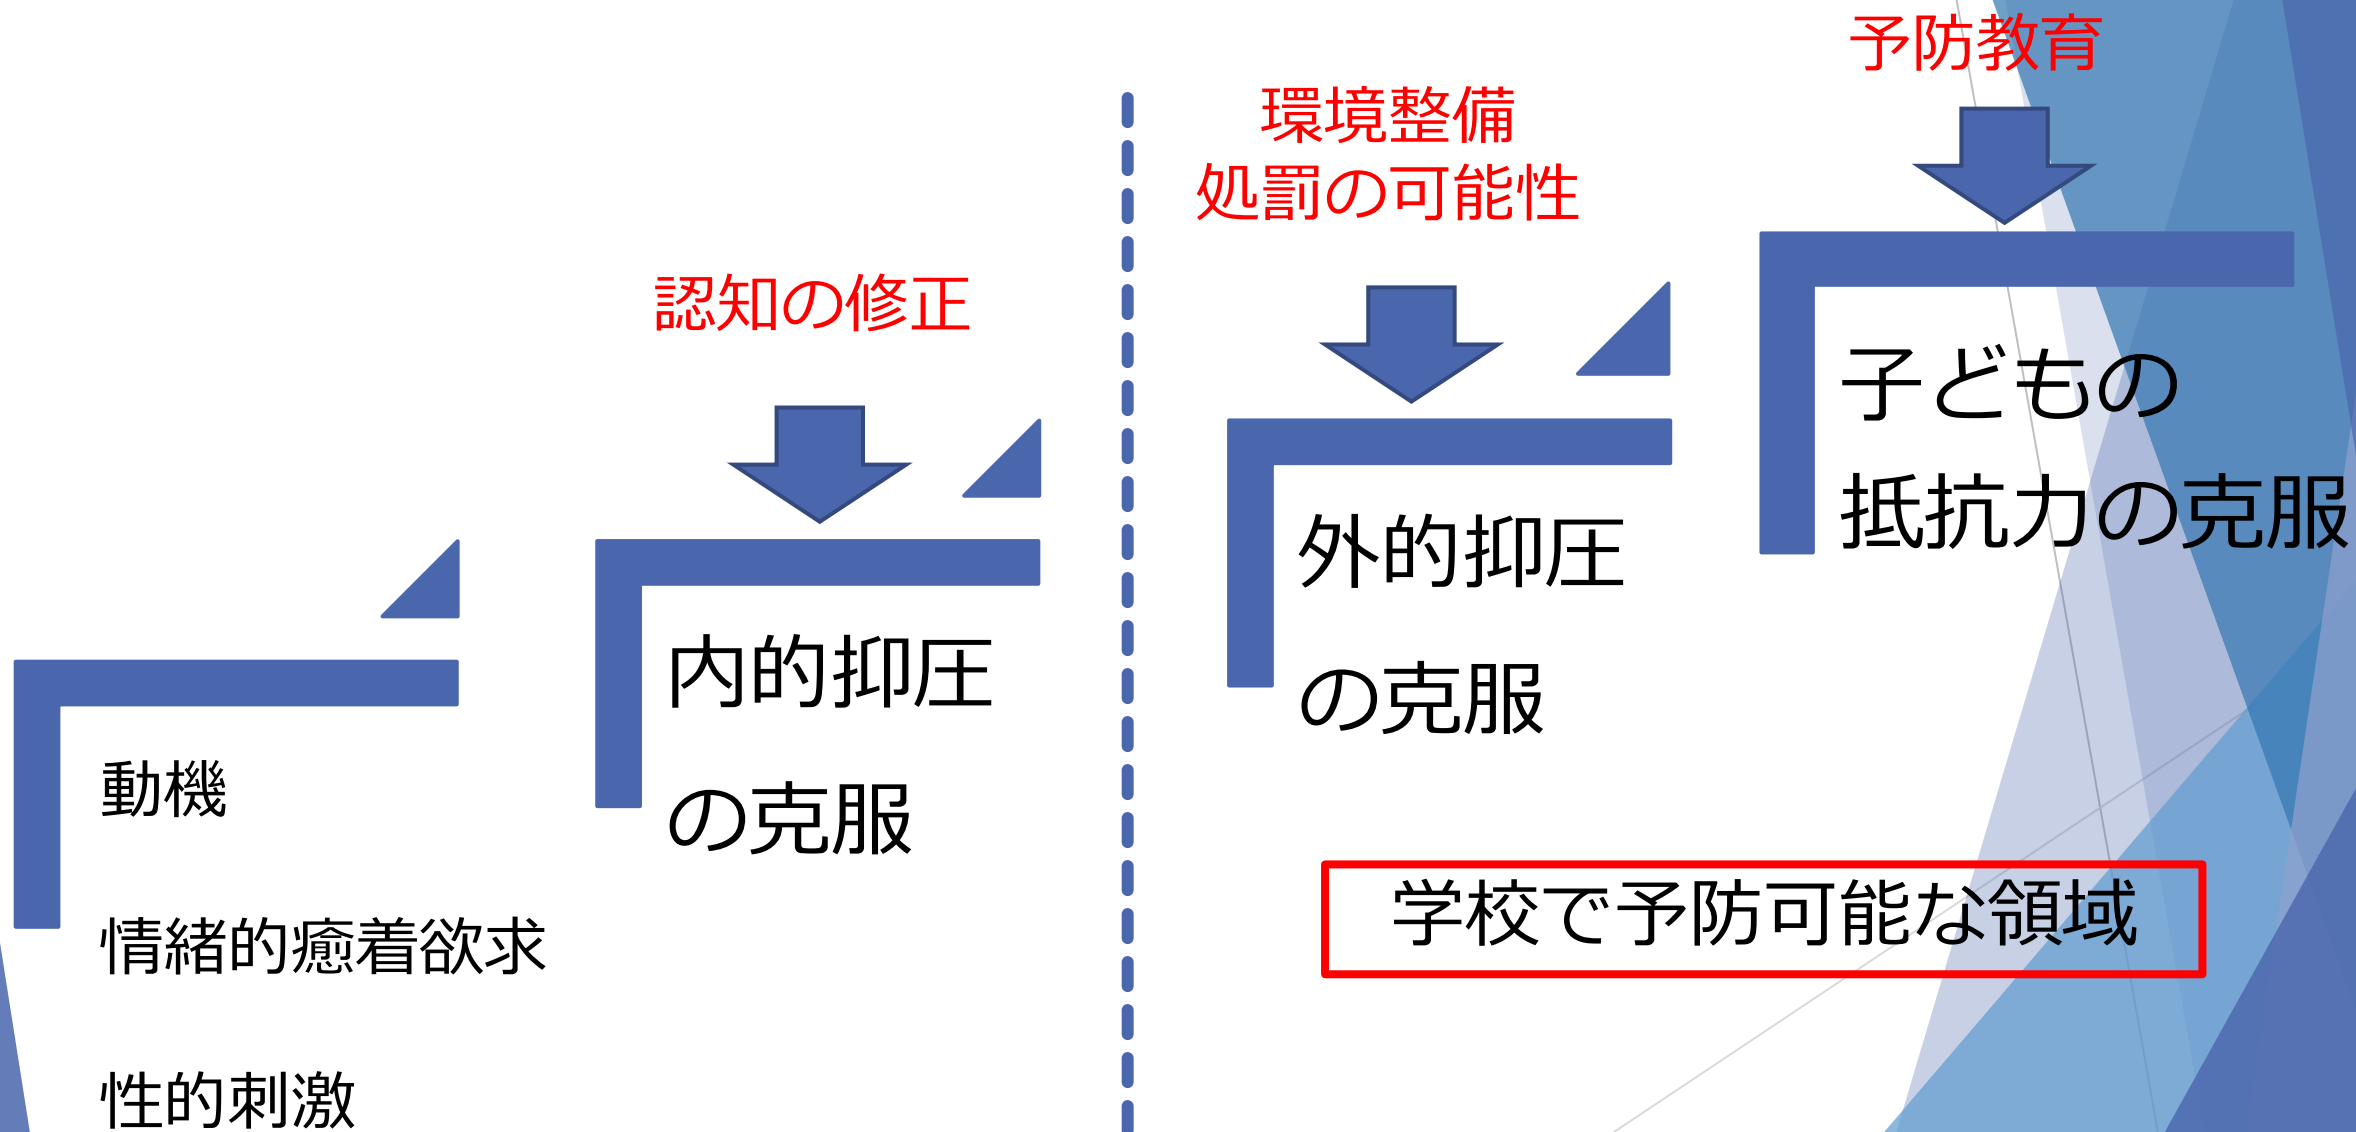 動機
情緒的癒着欲求
性的刺激
認知の修正
内的抑圧
の克服
環境整備
処罰の可能性
外的抑圧
の克服
予防教育
子どもの
抵抗力の克服
学校で予防可能な領域